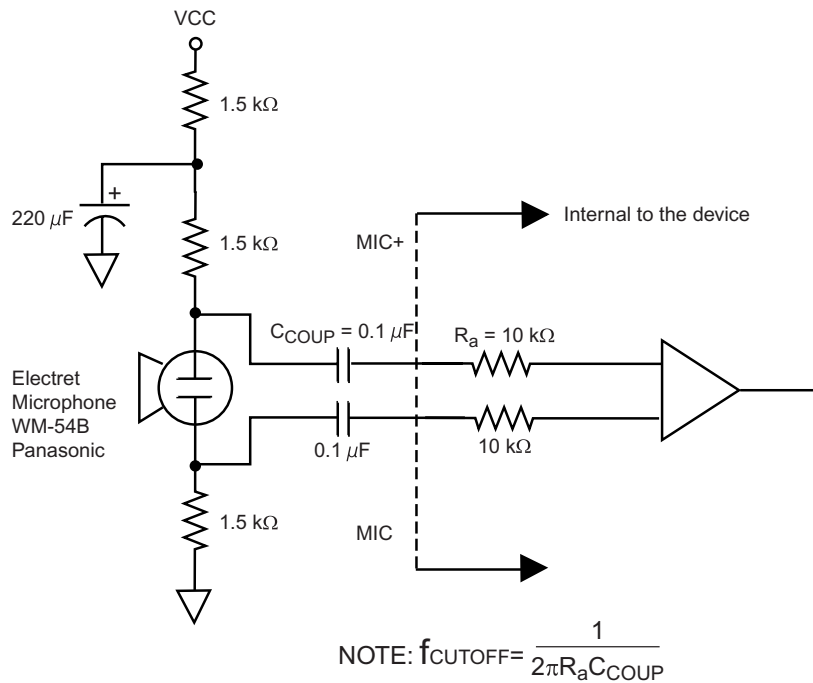 VCC
1.5 kΩ
+
220 µF
1.5 kΩ
Internal to the device
MIC+
C_COUP = 0.1 µF
R_a = 10 kΩ
Electret
Microphone
WM-54B
Panasonic
0.1 µF
10 kΩ
1.5 kΩ
MIC
NOTE: f_CUTOFF = 1 / 2πR_aC_COUP